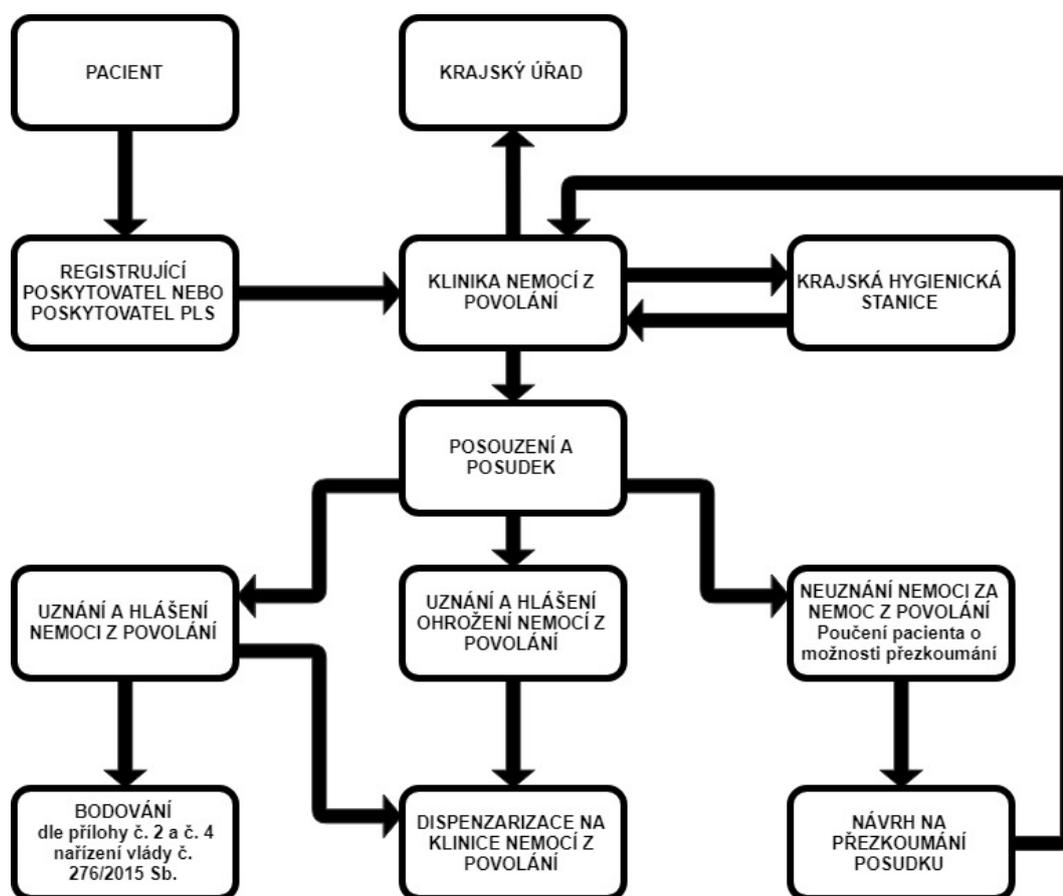 PACIENT
KRAJSKÝ ÚŘAD
REGISTRUJÍCÍ
POSKYTOVATEL NEBO
POSKYTOVATEL PLS
KLINIKA NEMOCÍ Z
POVOLÁNÍ
KRAJSKÁ HYGIENICKÁ
STANICE
POSOUZENÍ A
POSUDEK
UZNÁNÍ A HLÁŠENÍ
NEMOCI Z POVOLÁNÍ
UZNÁNÍ A HLÁŠENÍ
OHROŽENÍ NEMOCÍ Z
POVOLÁNÍ
NEUZNÁNÍ NEMOCI ZA
NEMOC Z POVOLÁNÍ
Poučení pacienta o
možnosti přezkoumání
BODOVÁNÍ
dle přílohy č. 2 a č. 4
nařízení vlády č.
276/2015 Sb.
DISPENZARIZACE NA
KLINICE NEMOCÍ Z
POVOLÁNÍ
NÁVRH NA
PŘEZKOUMÁNÍ
POSUDKU